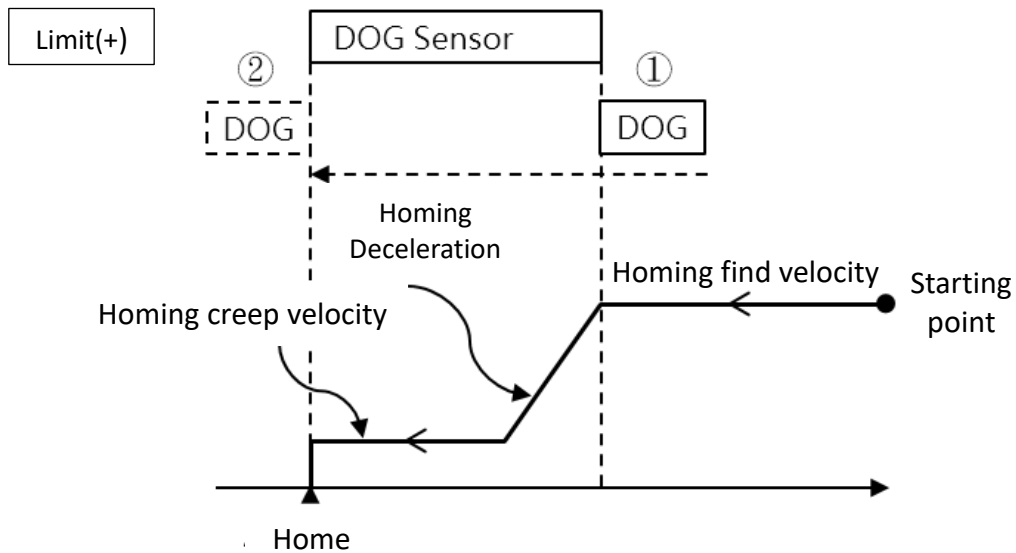 Limit(+)
DOG Sensor
②
①
DOG
DOG
Homing
Deceleration
Homing find velocity
Starting
point
Homing creep velocity
Home